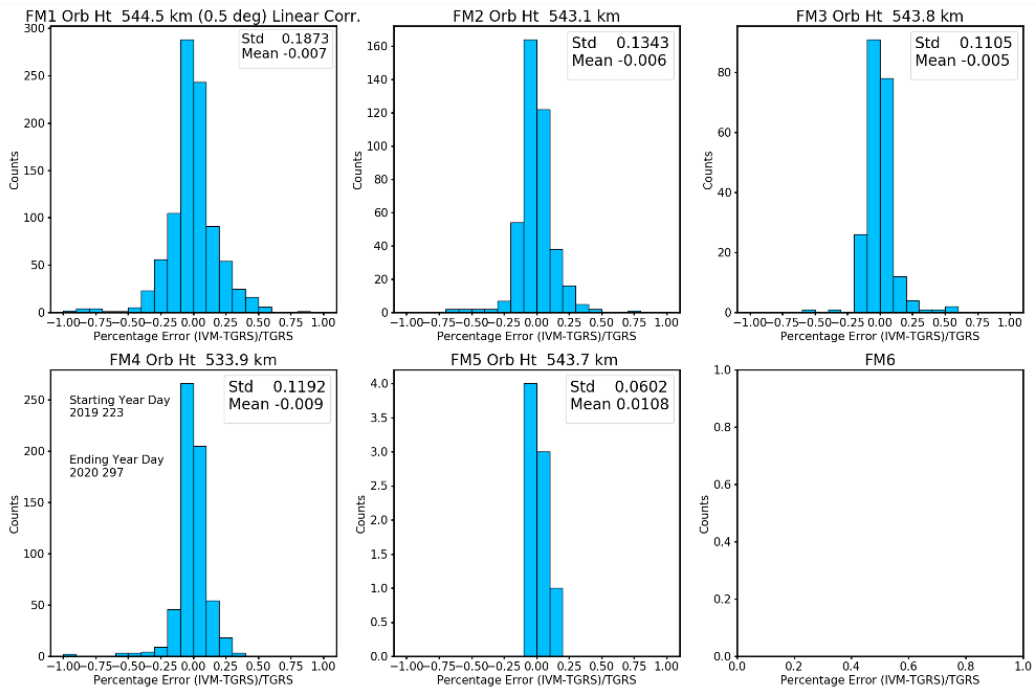 FM1 Orb Ht 544.5 km (0.5 deg) Linear Corr.
Std 0.1873
Mean -0.007
300
250
200
150
100
50
0
Counts
−1.00 −0.75 −0.50 −0.25 0.00 0.25 0.50 0.75 1.00
Percentage Error (IVM-TGRS)/TGRS
FM2 Orb Ht 543.1 km
Std 0.1343
Mean -0.006
160
140
120
100
80
60
40
20
0
Counts
−1.00 −0.75 −0.50 −0.25 0.00 0.25 0.50 0.75 1.00
Percentage Error (IVM-TGRS)/TGRS
FM3 Orb Ht 543.8 km
Std 0.1105
Mean -0.005
80
60
40
20
0
Counts
−1.00 −0.75 −0.50 −0.25 0.00 0.25 0.50 0.75 1.00
Percentage Error (IVM-TGRS)/TGRS
FM4 Orb Ht 533.9 km
Std 0.1192
Mean -0.009
Starting Year Day
2019 223
Ending Year Day
2020 297
250
200
150
100
50
0
Counts
−1.00 −0.75 −0.50 −0.25 0.00 0.25 0.50 0.75 1.00
Percentage Error (IVM-TGRS)/TGRS
FM5 Orb Ht 543.7 km
Std 0.0602
Mean 0.0108
4.0
3.5
3.0
2.5
2.0
1.5
1.0
0.5
0.0
Counts
−1.00 −0.75 −0.50 −0.25 0.00 0.25 0.50 0.75 1.00
Percentage Error (IVM-TGRS)/TGRS
FM6
1.0
0.8
0.6
0.4
0.2
0.0
Counts
0.0 0.2 0.4 0.6 0.8 1.0
Percentage Error (IVM-TGRS)/TGRS